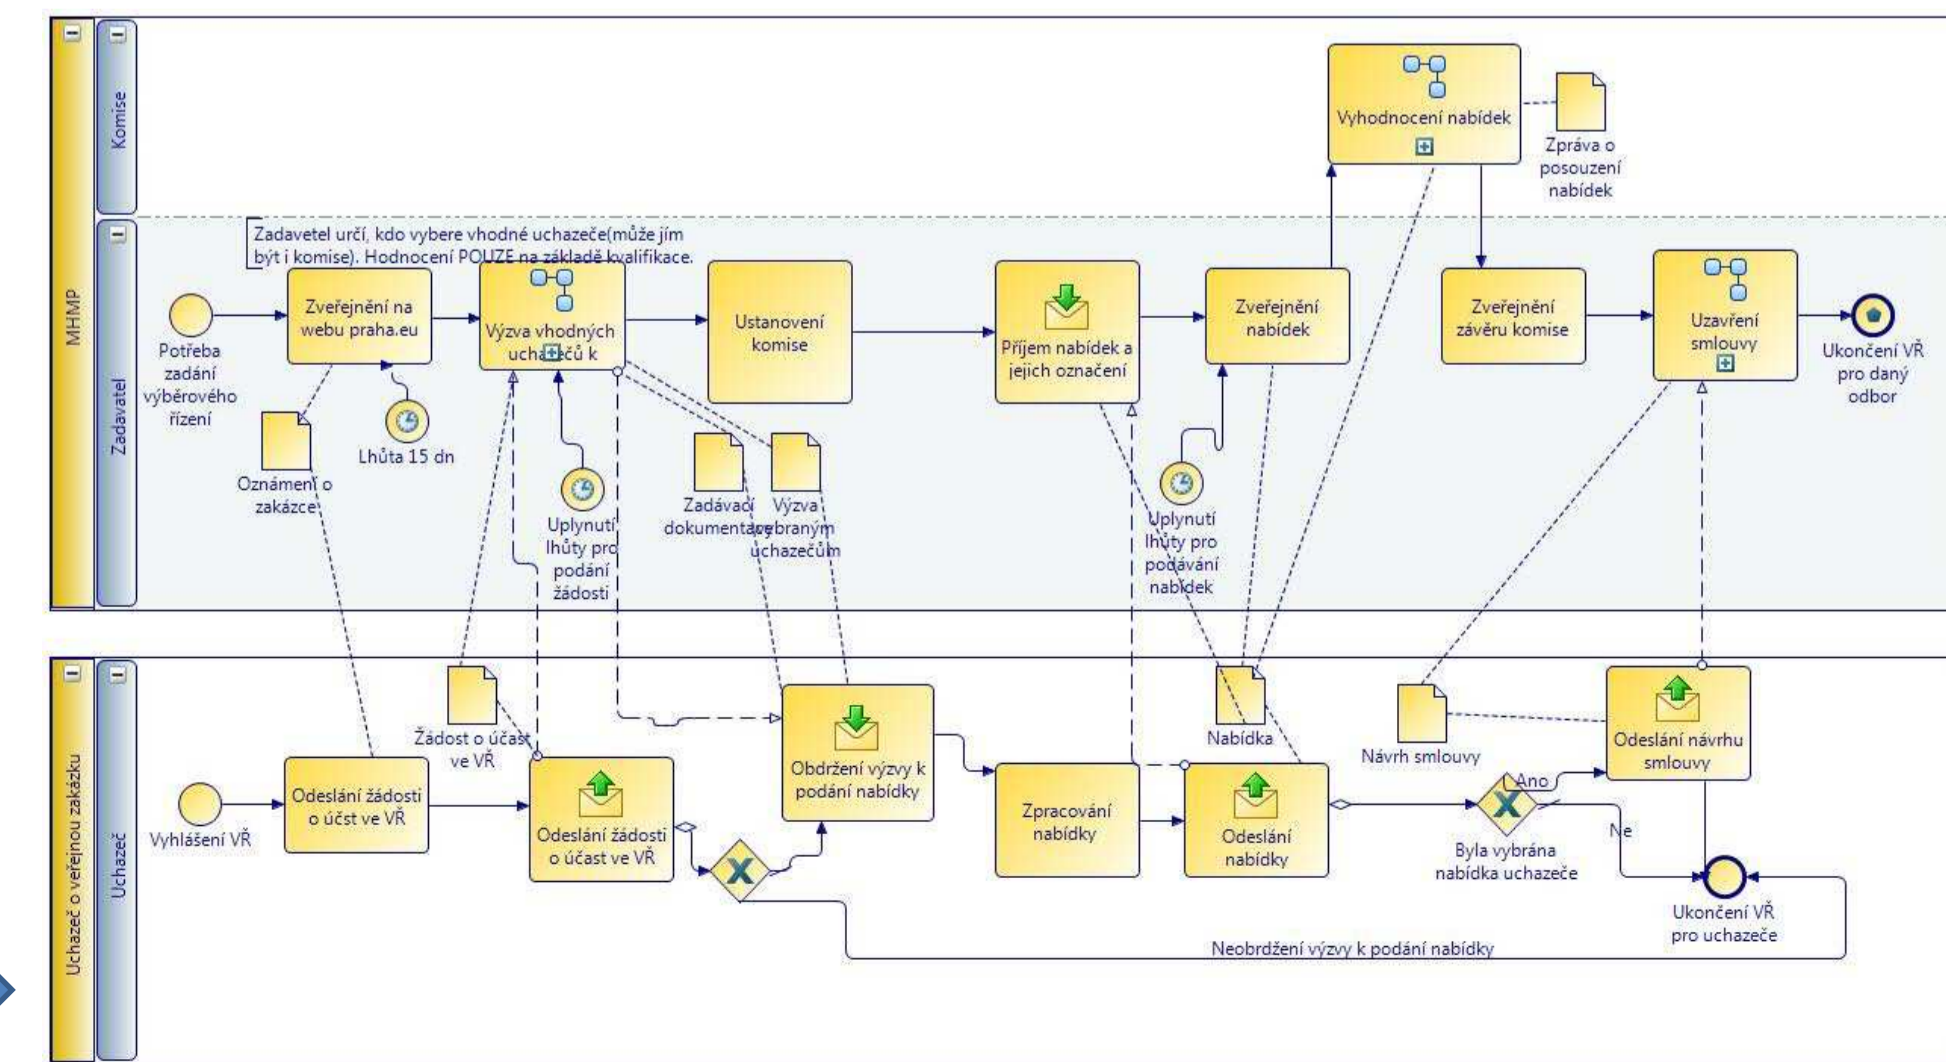 MHMP
Komise
Vyhodnocení nabídek
Zpráva o
posouzení
nabídek
Zadavatel
Zadavetel určí, kdo vybere vhodné uchazeče(může jím
být i komise). Hodnocení POUZE na základě kvalifikace.
Potřeba
zadání
výběrového
řízení
Zveřejnění na
webu praha.eu
Lhůta 15 dn
Oznámení o
zakázce
Výzva vhodných
uchazečů k
Uplynutí
lhůty pro
podání
žádosti
Ustanovení
komise
Zadávací
dokumentace
Výzva
vybraným
uchazečům
Příjem nabídek a
jejich označení
Uplynutí
lhůty pro
podávání
nabídek
Zveřejnění
nabídek
Zveřejnění
závěru komise
Uzavření
smlouvy
Ukončení VŘ
pro daný
odbor
Uchazeč o veřejnou zakázku
Uchazeč
Vyhlášení VŘ
Odeslání žádosti
o účst ve VŘ
Žádost o účast
ve VŘ
Odeslání žádosti
o účast ve VŘ
Obdržení výzvy k
podání nabídky
Zpracování
nabídky
Nabídka
Odeslání
nabídky
Návrh smlouvy
Byla vybrána
nabídka uchazeče
Ano
Ne
Odeslání návrhu
smlouvy
Ukončení VŘ
pro uchazeče
Neobrdžení výzvy k podání nabídky